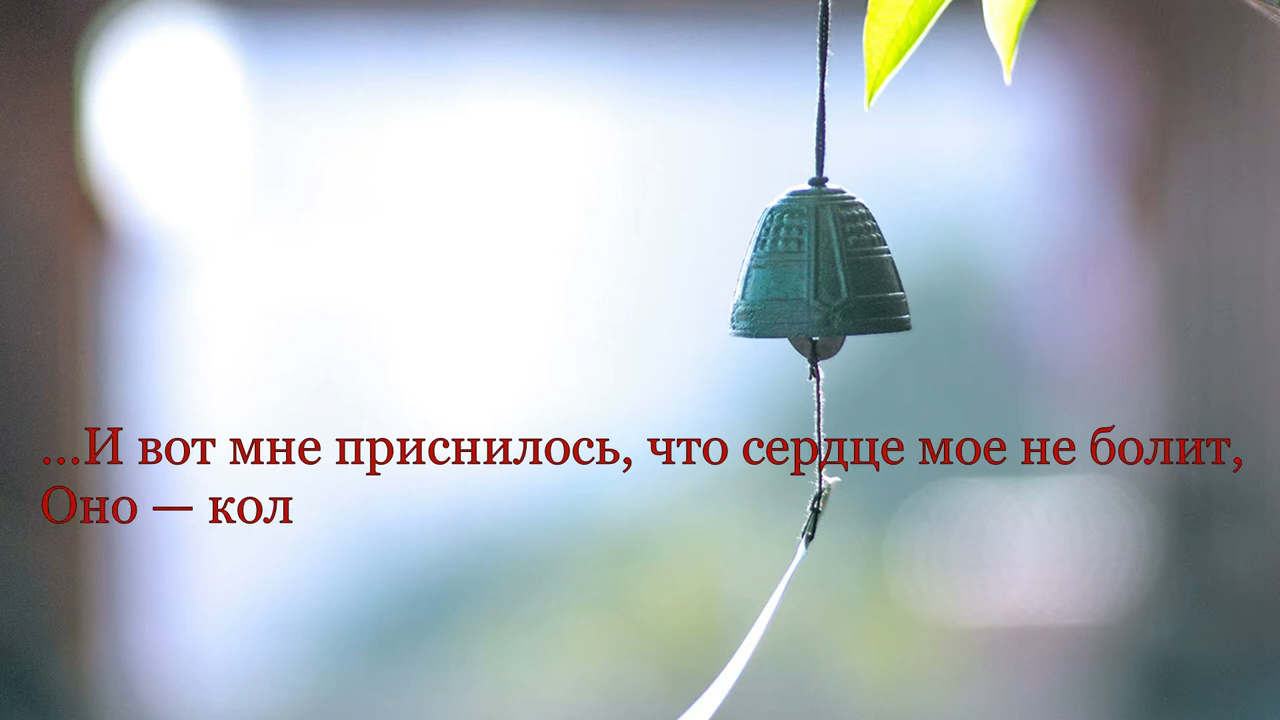 ...И вот мне приснилось, что сердце мое не болит,
Оно — кол